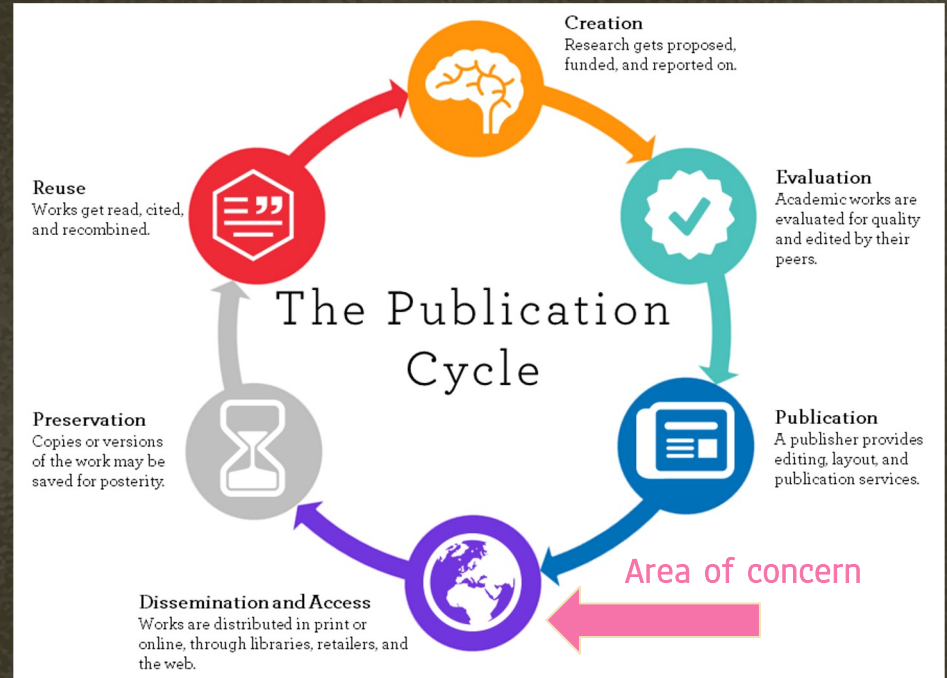 Creation
Research gets proposed,
funded, and reported on.
Evaluation
Academic works are
evaluated for quality
and edited by their
peers.
Reuse
Works get read, cited,
and recombined.
The Publication
Cycle
Preservation
Copies or versions
of the work may be
saved for posterity.
Publication
A publisher provides
editing, layout, and
publication services.
Area of concern
Dissemination and Access
Works are distributed in print or
online, through libraries, retailers, and
the web.